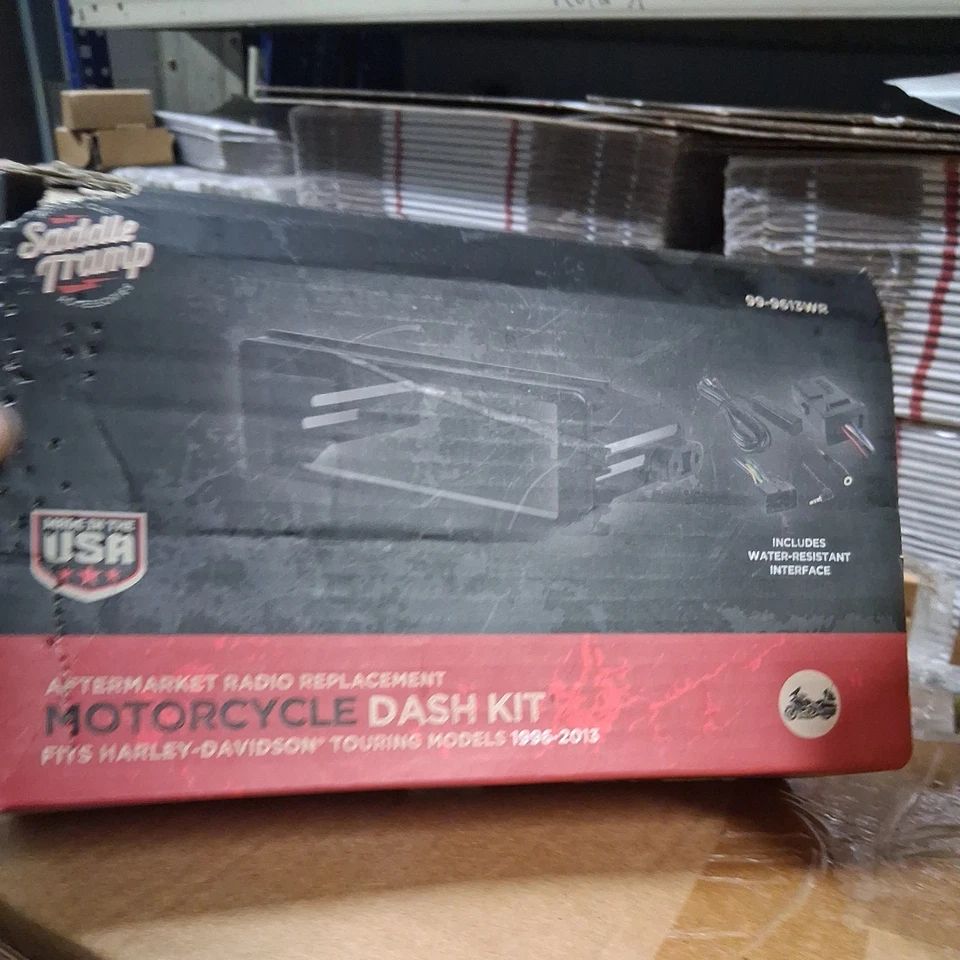 Saddle
Tramp
99-9613WR
MADE IN THE
USA
INCLUDES
WATER-RESISTANT
INTERFACE
AFTERMARKET RADIO REPLACEMENT
MOTORCYCLE DASH KIT
FITS HARLEY-DAVIDSON® TOURING MODELS 1996-2013